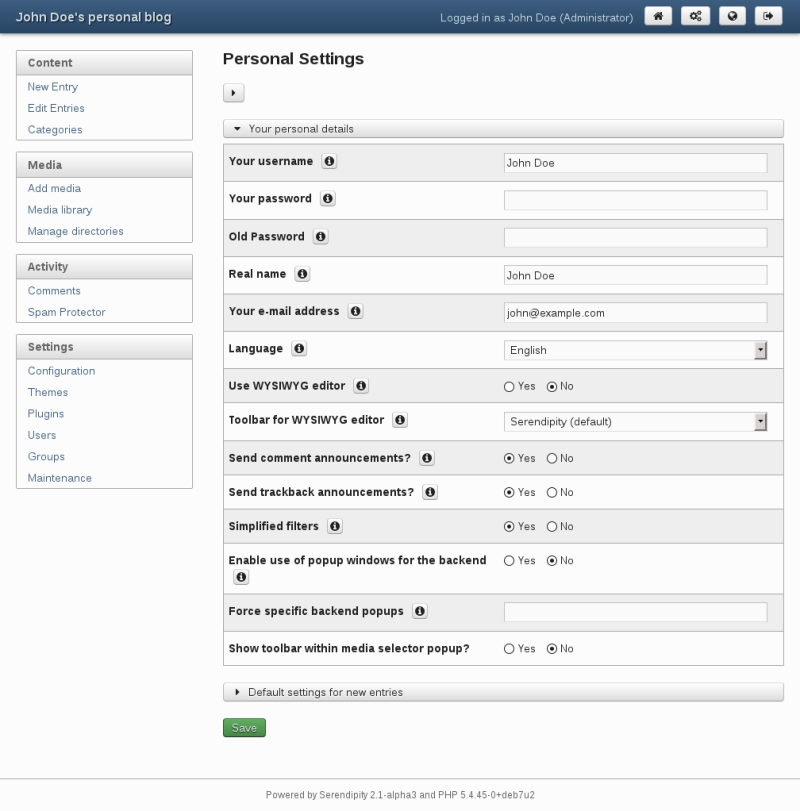 John Doe's personal blog
Logged in as John Doe (Administrator)
Content
New Entry
Edit Entries
Categories
Media
Add media
Media library
Manage directories
Activity
Comments
Spam Protector
Settings
Configuration
Themes
Plugins
Users
Groups
Maintenance
Personal Settings
Your personal details
Your username John Doe
Your password
Old Password
Real name John Doe
Your e-mail address john@example.com
Language English
Use WYSIWYG editor Yes No
Toolbar for WYSIWYG editor Serendipity (default)
Send comment announcements? Yes No
Send trackback announcements? Yes No
Simplified filters Yes No
Enable use of popup windows for the backend Yes No
Force specific backend popups
Show toolbar within media selector popup? Yes No
Default settings for new entries
Save
Powered by Serendipity 2.1-alpha3 and PHP 5.4.45-0+deb7u2